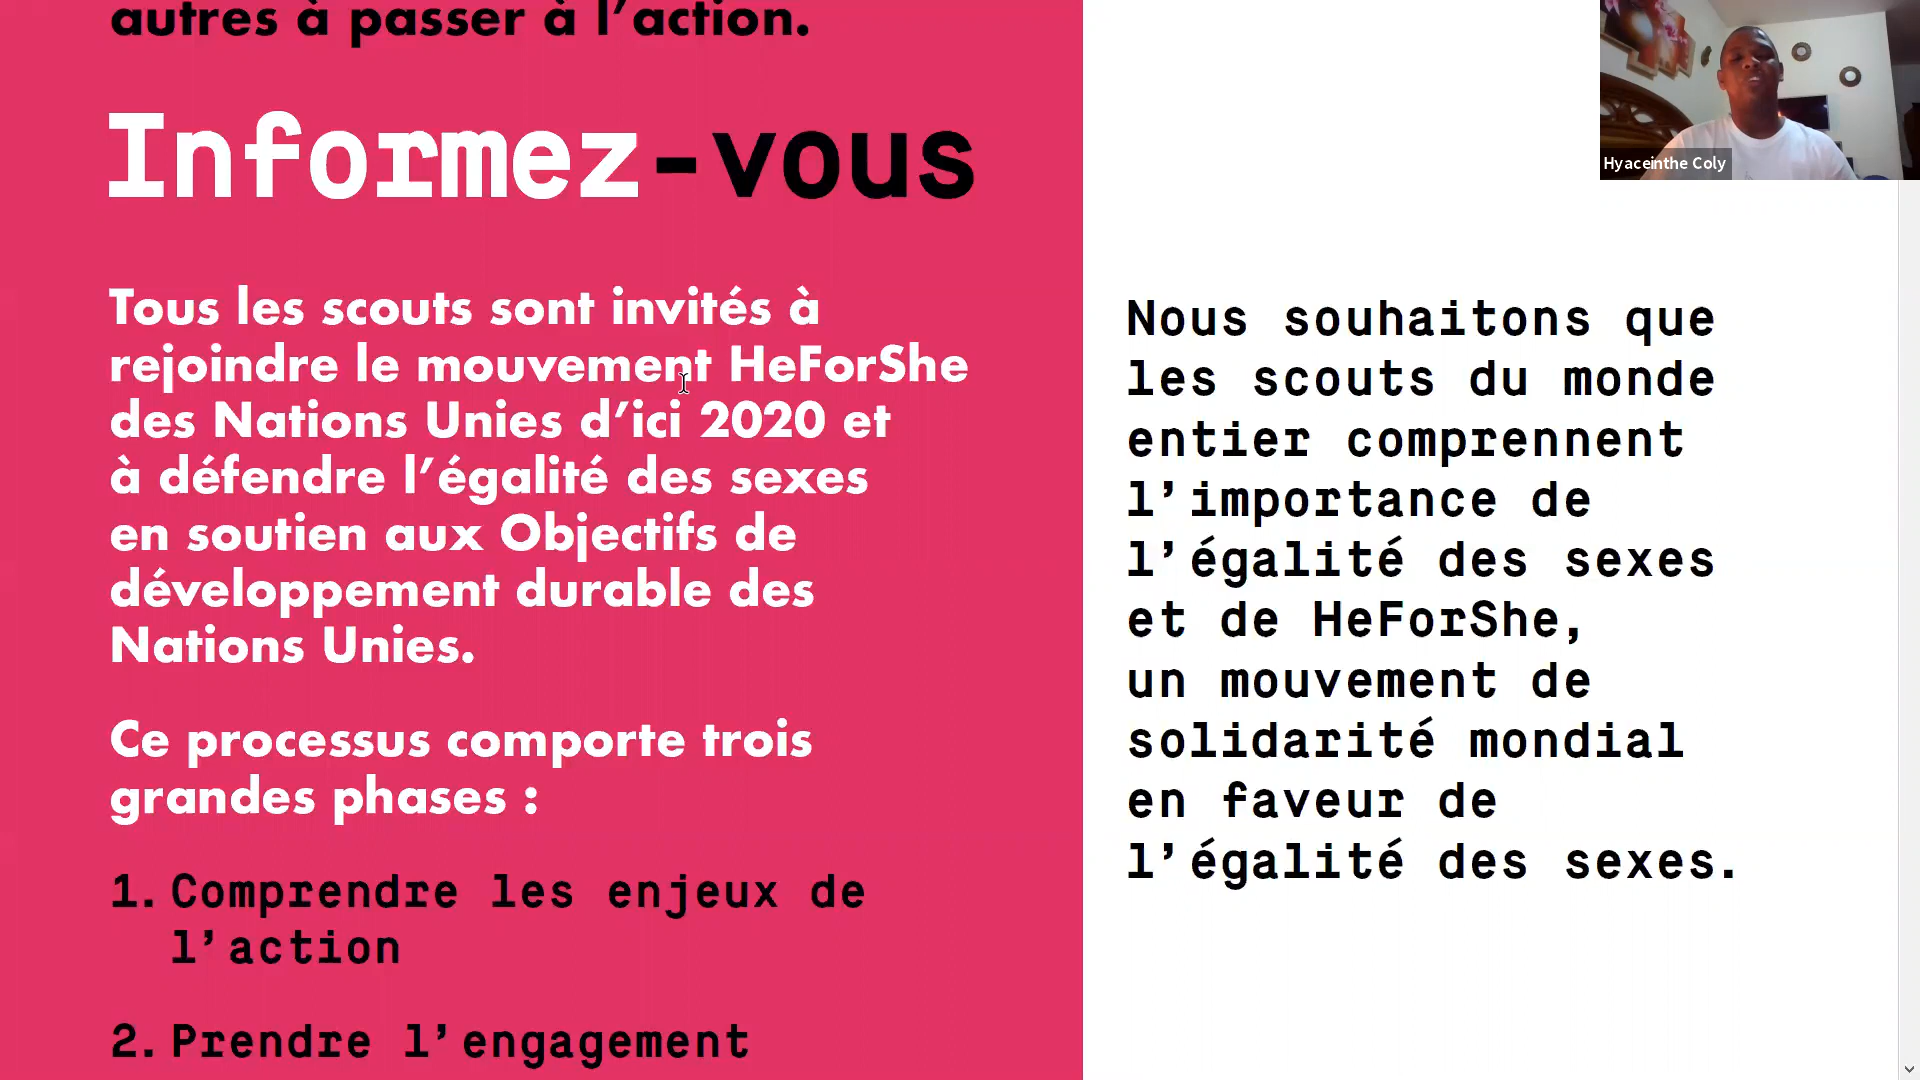 autres à passer à l’action.
Informez-vous
Tous les scouts sont invités à
rejoindre le mouvement HeForShe
des Nations Unies d’ici 2020 et
à défendre l’égalité des sexes
en soutien aux Objectifs de
développement durable des
Nations Unies.
Ce processus comporte trois
grandes phases :
1. Comprendre les enjeux de
l’action
2. Prendre l’engagement
Nous souhaitons que
les scouts du monde
entier comprennent
l’importance de
l’égalité des sexes
et de HeForShe,
un mouvement de
solidarité mondial
en faveur de
l’égalité des sexes.
Hyaceinthe Coly